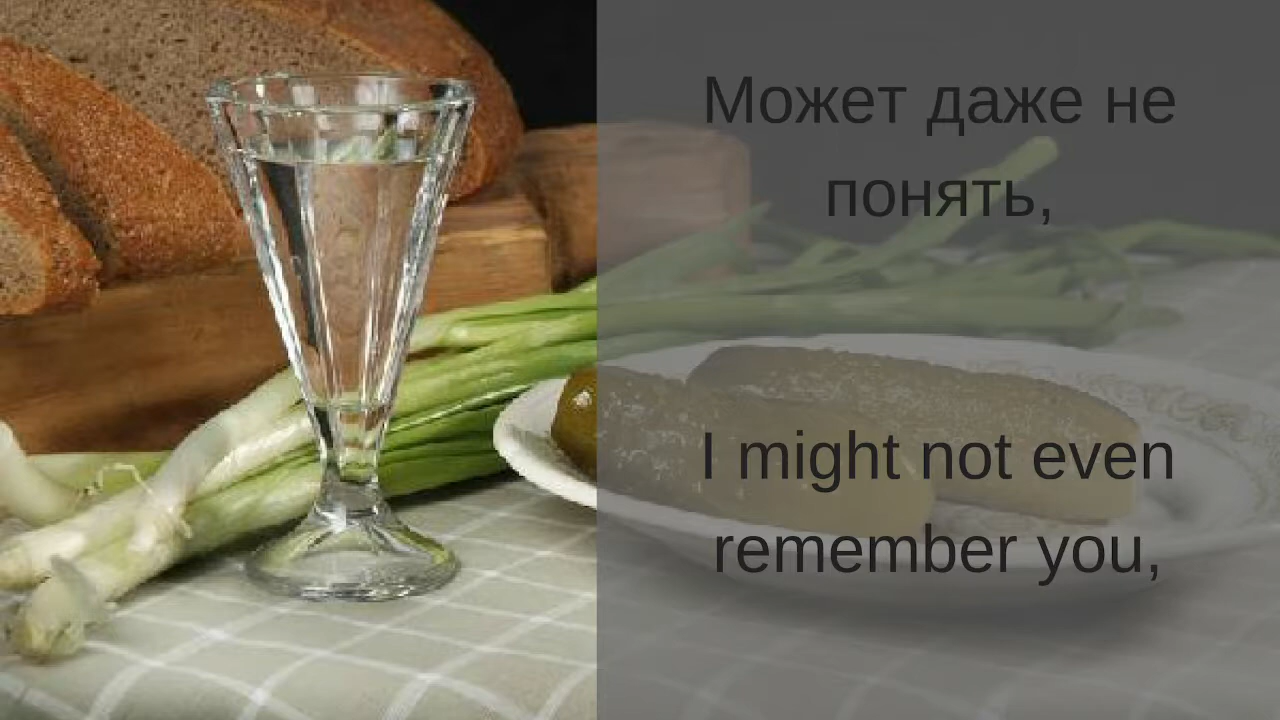 Может даже не
понять,
I might not even
remember you,